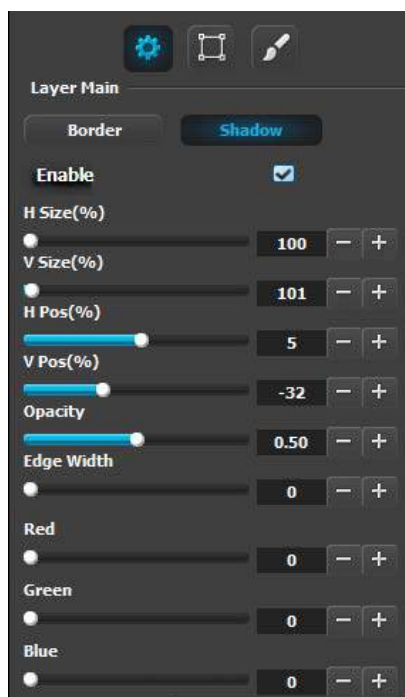 Layer Main
Border Shadow
Enable
H Size(%)
100
V Size(%)
101
H Pos(%)
5
V Pos(%)
-32
Opacity
0.50
Edge Width
0
Red
0
Green
0
Blue
0